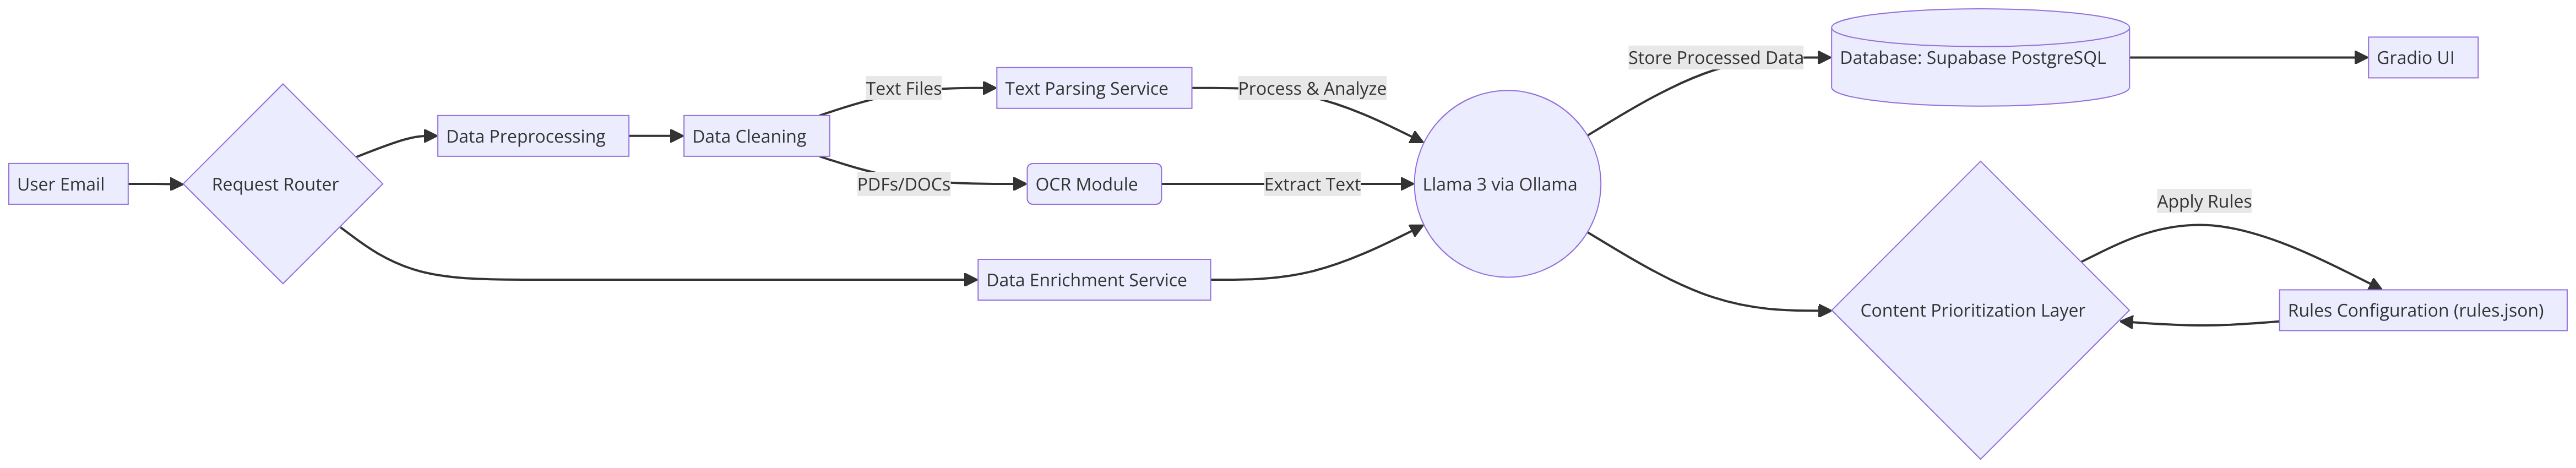 User Email
Request Router
Data Preprocessing
Data Cleaning
Text Files
PDFs/DOCs
Text Parsing Service
OCR Module
Data Enrichment Service
Process & Analyze
Extract Text
Llama 3 via Ollama
Store Processed Data
Database: Supabase PostgreSQL
Gradio UI
Content Prioritization Layer
Apply Rules
Rules Configuration (rules.json)